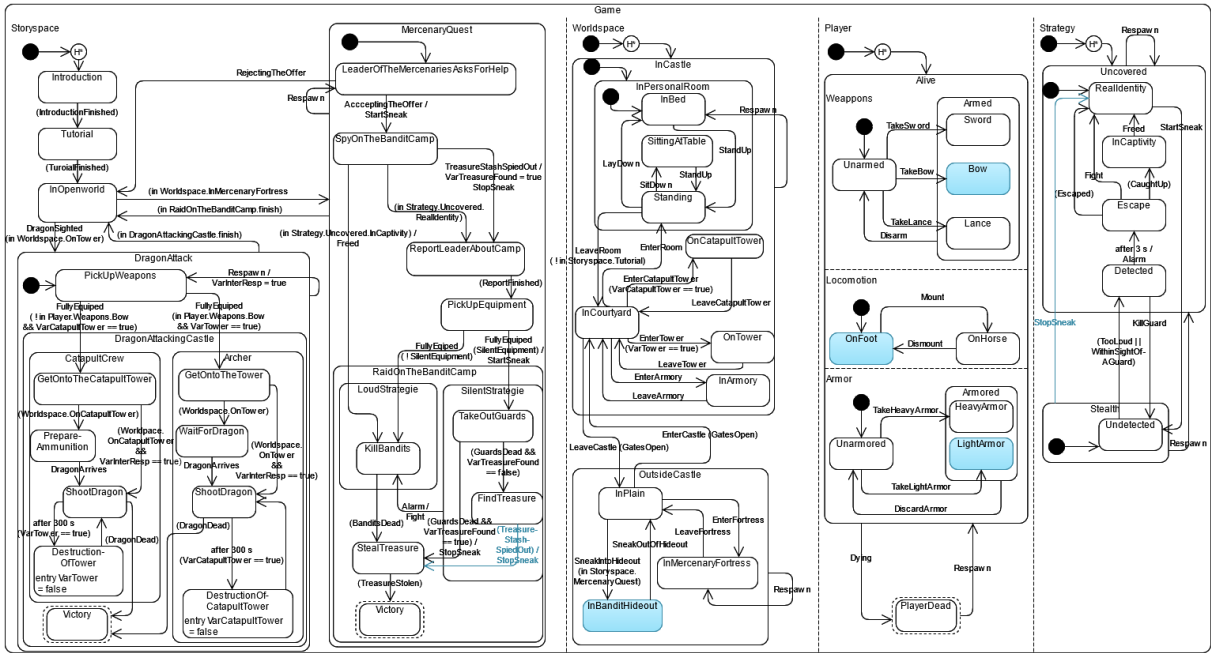 Game
Storyspace
H*
Introduction
(IntroductionFinished)
Tutorial
(TuroialFinished)
InOpenworld
DragonSighted
(in Worldspace.OnTower)
(in DragonAttackingCastle.finish)
RejectingTheOffer
(in Worldspace.InMercenaryFortress)
(in RaidOnTheBanditCamp.finish)
DragonAttack
PickUpWeapons
Respawn /
VarInterResp = true
FullyEquiped
( ! in Player.Weapons.Bow
&& VarCatapultTower == true)
FullyEquiped
(in Player.Weapons.Bow
&& VarTower == true)
DragonAttackingCastle
CatapultCrew
GetOntoTheCatapultTower
(Worldspace.OnCatapultTower)
Prepare-
Ammunition
(Worldspace.
OnCatapultTower
&&
VarInterResp == true)
DragonArrives
ShootDragon
after 300 s
(VarTower == true)
(DragonDead)
Destruction-
OfTower
entry VarTower
= false
Victory
Archer
GetOntoTheTower
(Worldspace.OnTower)
WaitForDragon
(Worldspace.
OnTower
&&
VarInterResp == true)
DragonArrives
ShootDragon
(DragonDead)
after 300 s
(VarCatapultTower == true)
DestructionOf-
CatapultTower
entry VarCatapultTower
= false
MercenaryQuest
LeaderOfTheMercenariesAsksForHelp
Respawn
AccceptingTheOffer /
StartSneak
SpyOnTheBanditCamp
TreasureStashSpiedOut /
VarTreasureFound = true
StopSneak
(in Strategy.Uncovered.
RealIdentity)
(in Strategy.Uncovered.InCaptivity) /
Freed
ReportLeaderAboutCamp
(ReportFinished)
PickUpEquipment
FullyEqiped
( ! SilentEquipment)
FullyEqiped
(SilentEquipment) /
StartSneak
RaidOnTheBanditCamp
LoudStrategie
KillBandits
SilentStrategie
TakeOutGuards
(GuardsDead &&
VarTreasureFound
== false)
FindTreasure
Alarm /
Fight
(BanditsDead)
(GuardsDead &&
VarTreasureFound
== true) /
StopSneak
(Treasure-
Stash-
SpiedOut) /
StopSneak
StealTreasure
(TreasureStolen)
Victory
Worldspace
H*
InCastle
InPersonalRoom
InBed
Respawn
SittingAtTable
StandUp
LayDown
StandUp
SitDown
Standing
LeaveRoom
( ! in Storyspace.Tutorial)
EnterRoom
OnCatapultTower
EnterCatapultTower
(VarCatapultTower == true)
LeaveCatapultTower
InCourtyard
EnterTower
(VarTower == true)
OnTower
LeaveTower
EnterArmory
InArmory
LeaveArmory
EnterCastle (GatesOpen)
LeaveCastle (GatesOpen)
OutsideCastle
InPlain
EnterFortress
LeaveFortress
SneakOutOfHideout
SneakIntoHideout
(in Storyspace.
MercenaryQuest)
InMercenaryFortress
Respawn
InBanditHideout
Player
H*
Alive
Weappons
Armed
TakeSword
Sword
Unarmed
TakeBow
Bow
TakeLance
Lance
Disarm
Locomotion
Mount
OnFoot
Dismount
OnHorse
Armor
Armored
TakeHeavyArmor
HeavyArmor
Unarmored
LightArmor
TakeLightArmor
DiscardArmor
Dying
Respawn
PlayerDead
Strategy
H*
Respawn
Uncovered
RealIdentity
Freed
StartSneak
InCaptivity
Fight
(CaughtUp)
(Escaped)
Escape
after 3 s /
Alarm
Detected
StopSneak
KillGuard
(TooLoud ||
WithinSightOf-
AGuard)
Stealth
Undetected
Respawn